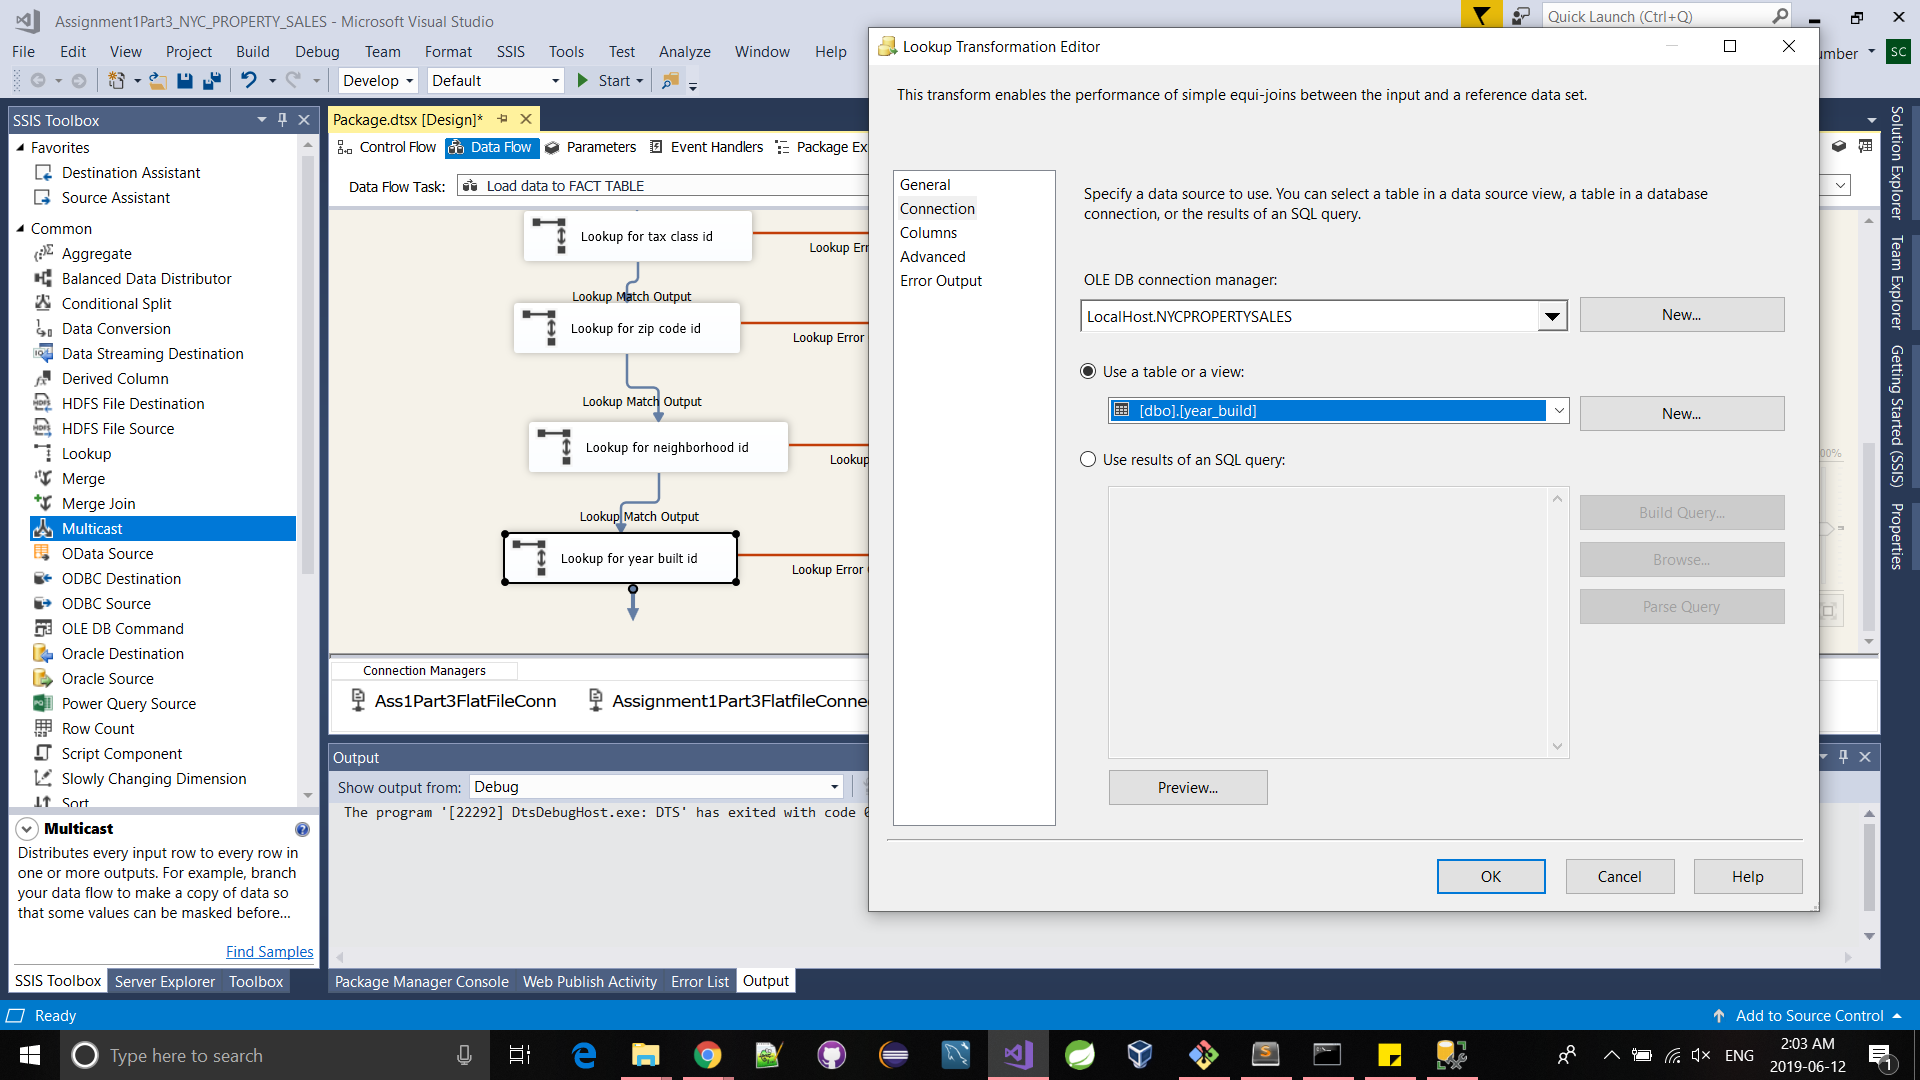 Assignment1Part3_NYC_PROPERTY_SALES - Microsoft Visual Studio
Quick Launch (Ctrl+Q)
File Edit View Project Build Debug Team Format SSIS Tools Test Analyze Window Help
SC
Develop Default Start
SSIS Toolbox
Favorites
Destination Assistant
Source Assistant
Common
Aggregate
Balanced Data Distributor
Conditional Split
Data Conversion
Data Streaming Destination
Derived Column
HDFS File Destination
HDFS File Source
Lookup
Merge
Merge Join
Multicast
OData Source
ODBC Destination
ODBC Source
OLE DB Command
Oracle Destination
Oracle Source
Power Query Source
Row Count
Script Component
Slowly Changing Dimension
Sort
Multicast
Distributes every input row to every row in
one or more outputs. For example, branch
your data flow to make a copy of data so
that some values can be masked before...
Find Samples
SSIS Toolbox Server Explorer Toolbox
Package.dtsx [Design]*
Control Flow Data Flow Parameters Event Handlers Package Ex
Data Flow Task: Load data to FACT TABLE
Lookup for tax class id
Lookup Err
Lookup Match Output
Lookup for zip code id
Lookup Error
Lookup Match Output
Lookup for neighborhood id
Lookup
Lookup Match Output
Lookup for year built id
Lookup Error
Connection Managers
Ass1Part3FlatFileConn Assignment1Part3FlatfileConne
Output
Show output from: Debug
The program '[22292] DtsDebugHost.exe: DTS' has exited with code 0
Package Manager Console Web Publish Activity Error List Output
Lookup Transformation Editor
This transform enables the performance of simple equi-joins between the input and a reference data set.
General
Connection
Columns
Advanced
Error Output
Specify a data source to use. You can select a table in a data source view, a table in a database
connection, or the results of an SQL query.
OLE DB connection manager:
LocalHost.NYCPROPERTYSALES New...
Use a table or a view:
[dbo].[year_build] New...
Use results of an SQL query:
Build Query...
Browse...
Parse Query
Preview...
OK Cancel Help
umber
00%
Solution Explorer
Team Explorer
Getting Started (SSIS)
Properties
Ready
Add to Source Control
Type here to search
ENG
2:03 AM
2019-06-12
1